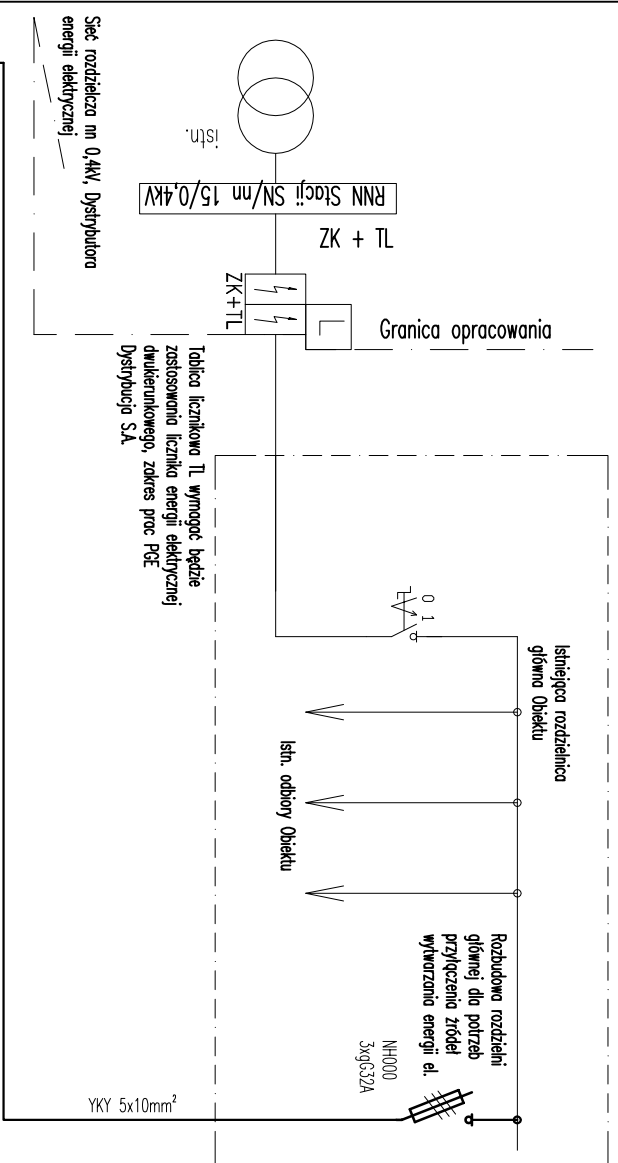 Sieć rozdzielcza nn 0,4kV, Dystrybutora
energii elektrycznej
istn.
RNN Stacji SN/nn 15/0,4kV
ZK + TL
ZK+TL
L
Granica opracowania
Tablica licznikowa TL wymagać będzie
zastosowania licznika energii elektrycznej
dwukierunkowego, zakres prac PGE
Dystrybucja S.A.
0 1
Istniejąca rozdzielnica
główna Obiektu
Istn. odbiory Obiektu
Rozbudowa rozdzielni
głównej dla potrzeb
przyłączenia źródeł
wytwarzania energii el.
NH000
3xgG32A
YKY 5x10mm²